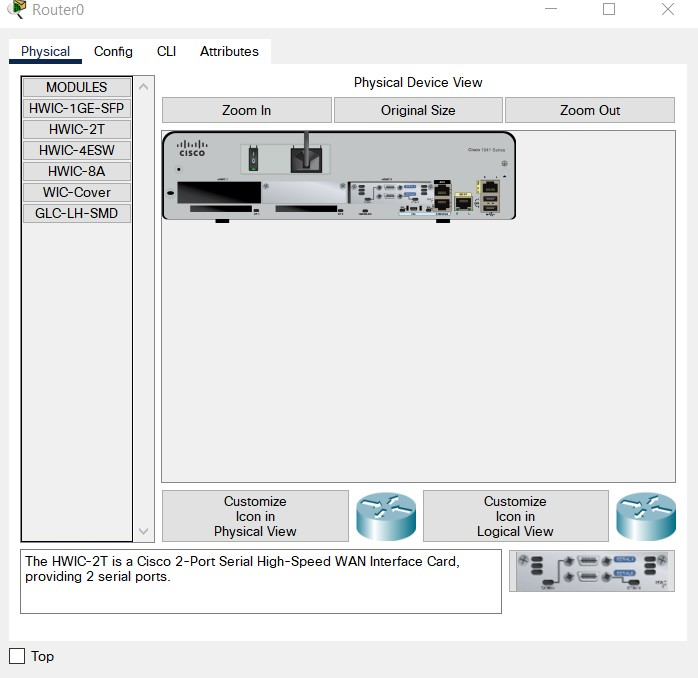 Router0
Physical
Config
CLI
Attributes
MODULES
HWIC-1GE-SFP
HWIC-2T
HWIC-4ESW
HWIC-8A
WIC-Cover
GLC-LH-SMD
Physical Device View
Zoom In
Original Size
Zoom Out
CISCO
Cisco 1941 Series
Customize
Icon in
Physical View
Customize
Icon in
Logical View
The HWIC-2T is a Cisco 2-Port Serial High-Speed WAN Interface Card,
providing 2 serial ports.
Top